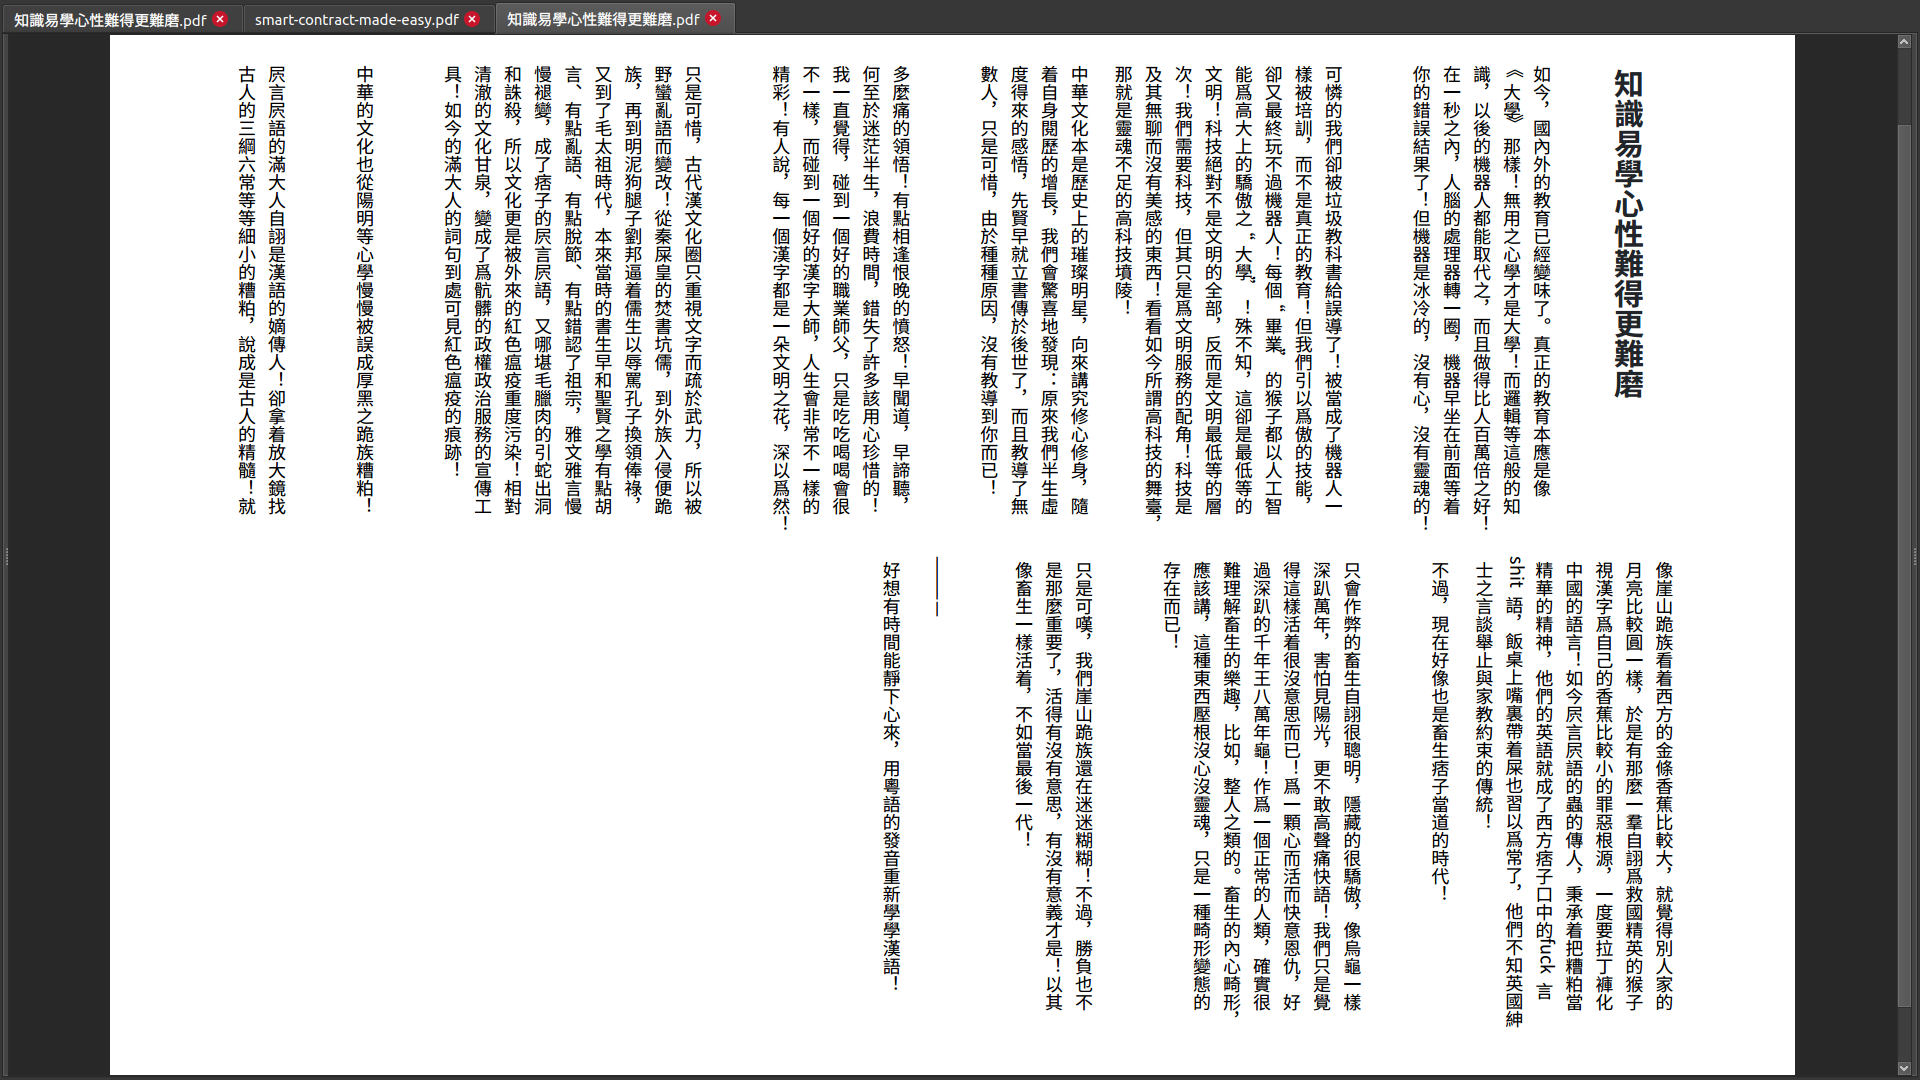 知識易學心性難得更難磨.pdf
smart-contract-made-easy.pdf
知識易學心性難得更難磨.pdf
知識易學心性難得更難磨
如今，國內外的教育已經變味了。真正的教育本應是像
《大學》那樣！無用之心學才是大學！而邏輯等這般的知
識，以後的機器人都能取代之，而且做得比人百萬倍之好！
在一秒之內，人腦的處理器轉一圈，機器早坐在前面等着
你的錯誤結果了！但機器是冰冷的，沒有心，沒有靈魂的！
可憐的我們卻被垃圾教科書給誤導了！被當成了機器人一
樣被培訓，而不是真正的教育！但我們引以爲傲的技能，
卻又最終玩不過機器人！每個“畢業”的猴子都以人工智
能爲高大上的驕傲之“大學”！殊不知，這卻是最低等的
文明！科技絕對不是文明的全部，反而是文明最低等的層
次！我們需要科技，但其只是爲文明服務的配角！科技是
及其無聊而沒有美感的東西！看看如今所謂高科技的舞臺，
那就是靈魂不足的高科技墳陵！
中華文化本是歷史上的璀璨明星，向來講究修心修身，隨
着自身閱歷的增長，我們會驚喜地發現：原來我們半生虛
度得來的感悟，先賢早就立書傳於後世了，而且教導了無
數人，只是可惜，由於種種原因，沒有教導到你而已！
多麼痛的領悟！有點相逢恨晚的憤怒！早聞道，早諦聽，
何至於迷茫半生，浪費時間，錯失了許多該用心珍惜的！
我一直覺得，碰到一個好的職業師父，只是吃吃喝喝會很
不一樣，而碰到一個好的漢字大師，人生會非常不一樣的
精彩！有人說，每一個漢字都是一朵文明之花，深以爲然！
只是可惜，古代漢文化圈只重視文字而疏於武力，所以被
野蠻亂語而變改！從秦屎皇的焚書坑儒，到外族入侵便跪
族，再到明泥狗腿子劉邦逼着儒生以辱罵孔子換領俸祿，
又到了毛太祖時代，本來當時的書生早和聖賢之學有點胡
言、有點亂語、有點脫節、有點錯認了祖宗，雅文雅言慢
慢褪變，成了痞子的屄言屄語，又哪堪毛臘肉的引蛇出洞
和誅殺，所以文化更是被外來的紅色瘟疫重度污染！相對
清澈的文化甘泉，變成了爲骯髒的政權政治服務的宣傳工
具！如今的滿大人的詞句到處可見紅色瘟疫的痕跡！
中華的文化也從陽明等心學慢慢被誤成厚黑之跪族糟粕！
屄言屄語的滿大人自詡是漢語的嫡傳人！卻拿着放大鏡找
古人的三綱六常等等細小的糟粕，說成是古人的精髓！就
像崖山跪族看着西方的金條香蕉比較大，就覺得別人家的
月亮比較圓一樣，於是有那麼一羣自詡爲救國精英的猴子
視漢字爲自己的香蕉比較小的罪惡根源，一度要拉丁褲化
中國的語言！如今屄言屄語的蟲的傳人，秉承着把糟粕當
精華的精神，他們的英語就成了西方痞子口中的fuck 言
shit 語，飯桌上嘴裏帶着屎也習以爲常了，他們不知英國紳
士之言談舉止與家教約束的傳統！
不過，現在好像也是畜生痞子當道的時代！
只會作弊的畜生自詡很聰明，隱藏的很驕傲，像烏龜一樣
深趴萬年，害怕見陽光，更不敢高聲痛快語！我們只是覺
得這樣活着很沒意思而已！爲一顆心而活而快意恩仇，好
過深趴的千年王八萬年龜！作爲一個正常的人類，確實很
難理解畜生的樂趣，比如，整人之類的。畜生的內心畸形，
應該講，這種東西壓根沒心沒靈魂，只是一種畸形變態的
存在而已！
只是可嘆，我們崖山跪族還在迷迷糊糊！不過，勝負也不
是那麼重要了，活得有沒有意思，有沒有意義才是！以其
像畜生一樣活着，不如當最後一代！
———–
好想有時間能靜下心來，用粵語的發音重新學學漢語！